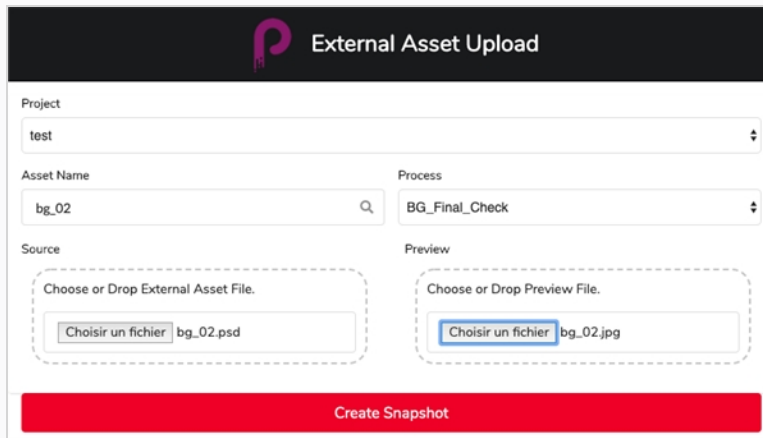 External Asset Upload
Project
test
Asset Name
Process
bg_02
BG_Final_Check
Source
Preview
Choose or Drop External Asset File.
Choose or Drop Preview File.
Choisir un fichier bg_02.psd
Choisir un fichier bg_02.jpg
Create Snapshot